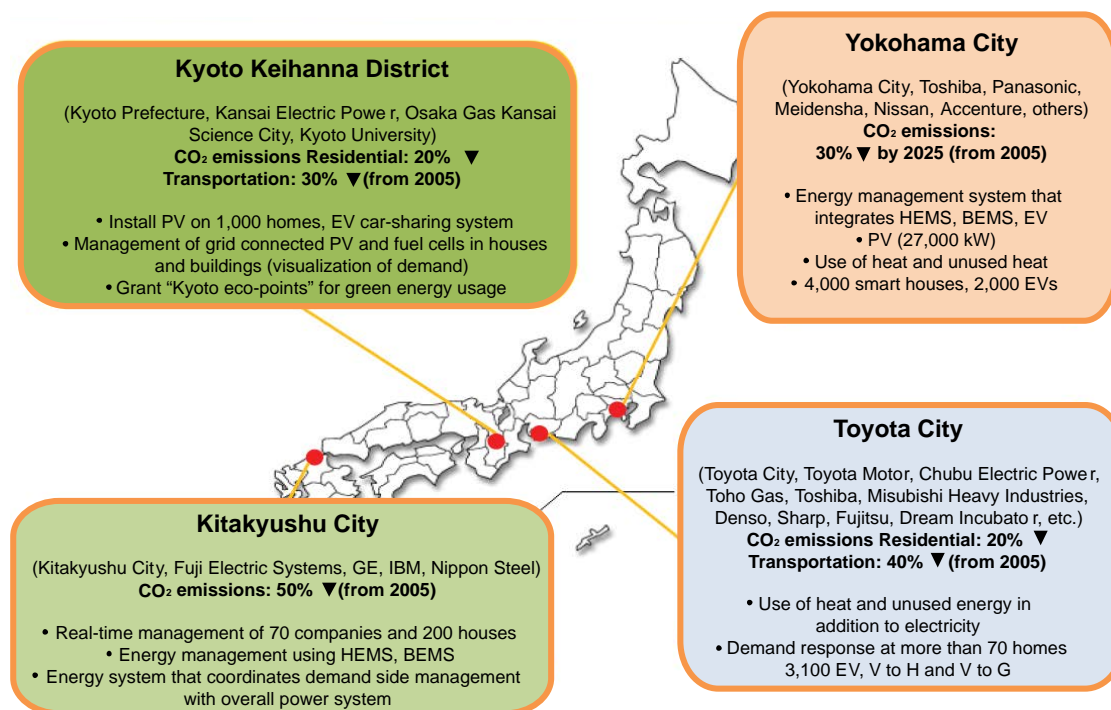 Kyoto Keihanna District
(Kyoto Prefecture, Kansai Electric Powe r, Osaka Gas Kansai
Science City, Kyoto University)
CO₂ emissions Residential: 20% ▼
Transportation: 30% ▼(from 2005)
• Install PV on 1,000 homes, EV car-sharing system
• Management of grid connected PV and fuel cells in houses
and buildings (visualization of demand)
• Grant “Kyoto eco-points” for green energy usage
Yokohama City
(Yokohama City, Toshiba, Panasonic,
Meidensha, Nissan, Accenture, others)
CO₂ emissions:
30% ▼ by 2025 (from 2005)
• Energy management system that
integrates HEMS, BEMS, EV
• PV (27,000 kW)
• Use of heat and unused heat
• 4,000 smart houses, 2,000 EVs
Kitakyushu City
(Kitakyushu City, Fuji Electric Systems, GE, IBM, Nippon Steel)
CO₂ emissions: 50% ▼(from 2005)
• Real-time management of 70 companies and 200 houses
• Energy management using HEMS, BEMS
• Energy system that coordinates demand side management
with overall power system
Toyota City
(Toyota City, Toyota Motor, Chubu Electric Power,
Toho Gas, Toshiba, Misubishi Heavy Industries,
Denso, Sharp, Fujitsu, Dream Incubato r, etc.)
CO₂ emissions Residential: 20% ▼
Transportation: 40% ▼ (from 2005)
• Use of heat and unused energy in
addition to electricity
• Demand response at more than 70 homes
3,100 EV, V to H and V to G